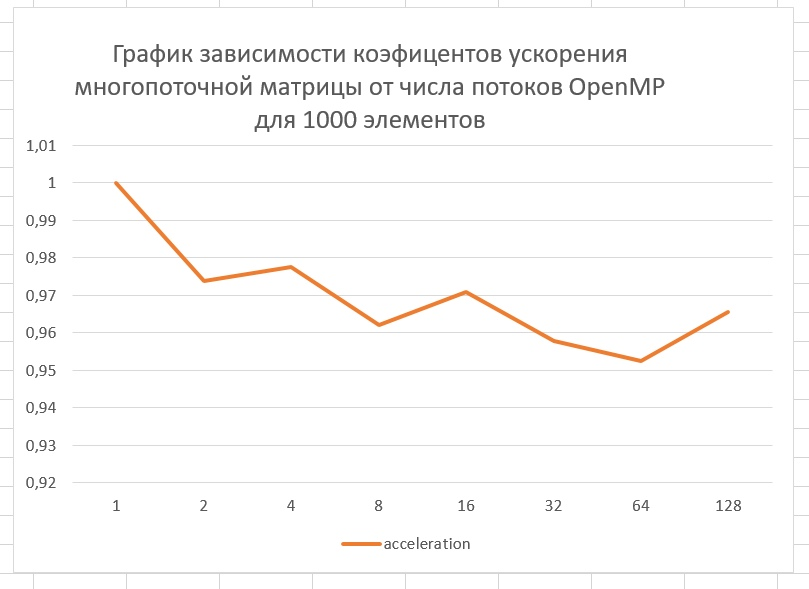 График зависимости коэфицентов ускорения
многопоточной матрицы от числа потоков OpenMP
для 1000 элементов
1,01
1
0,99
0,98
0,97
0,96
0,95
0,94
0,93
0,92
1 2 4 8 16 32 64 128
acceleration